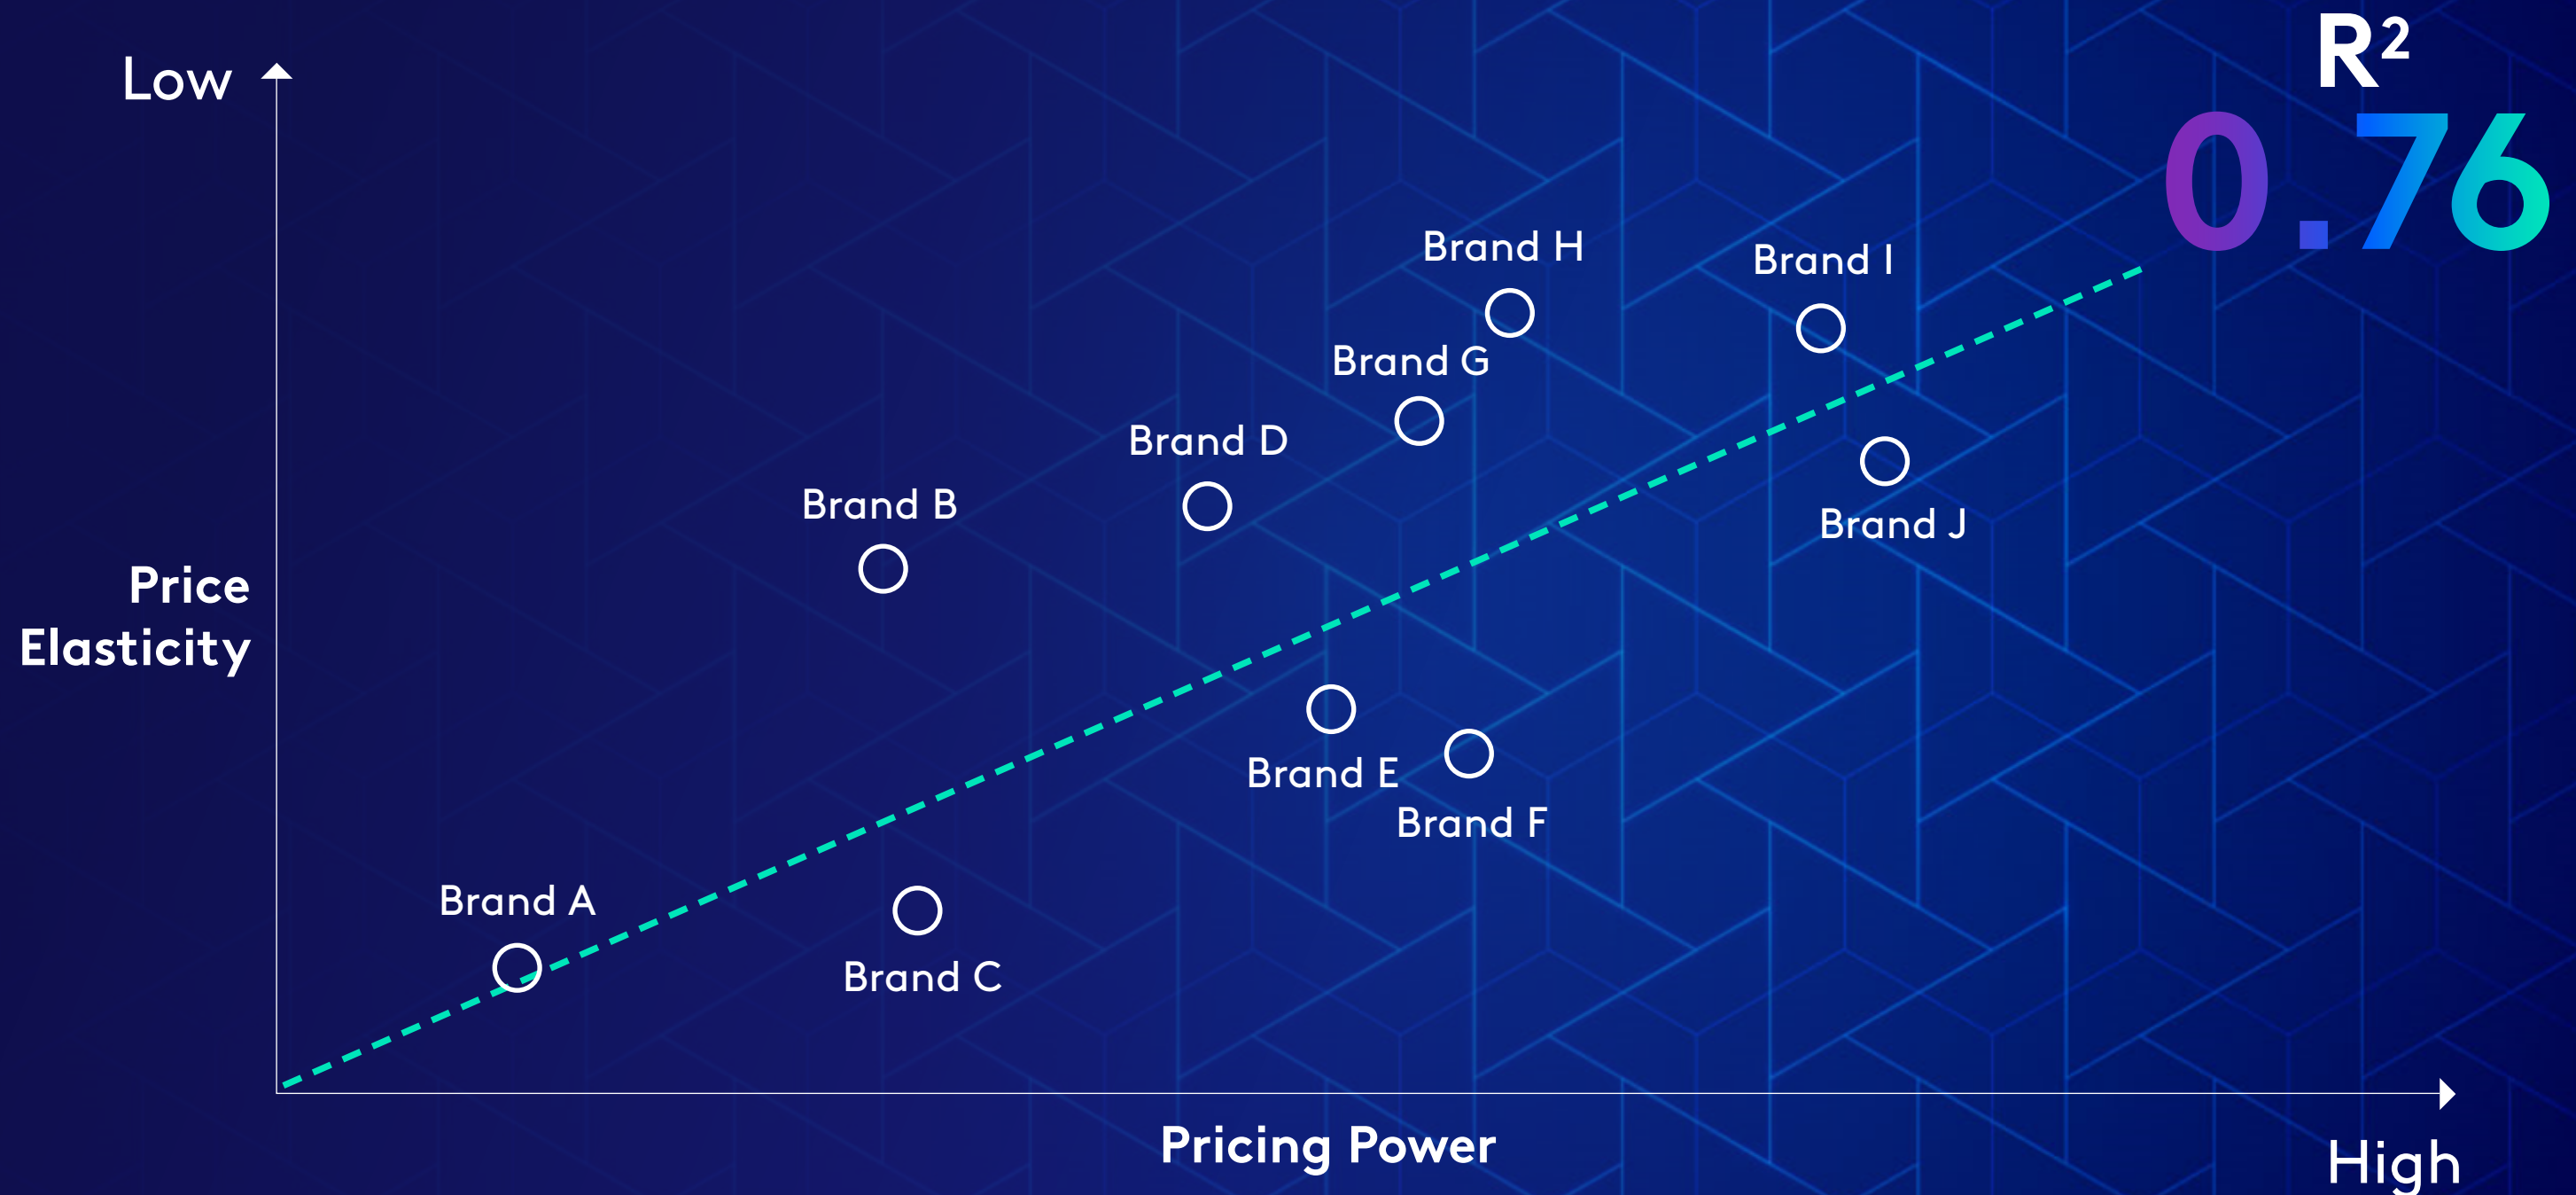 R²
0.76
Low
Brand H
Brand I
Brand G
Brand D
Brand B
Brand J
Price
Elasticity
Brand E
Brand F
Brand A
Brand C
Pricing Power
High